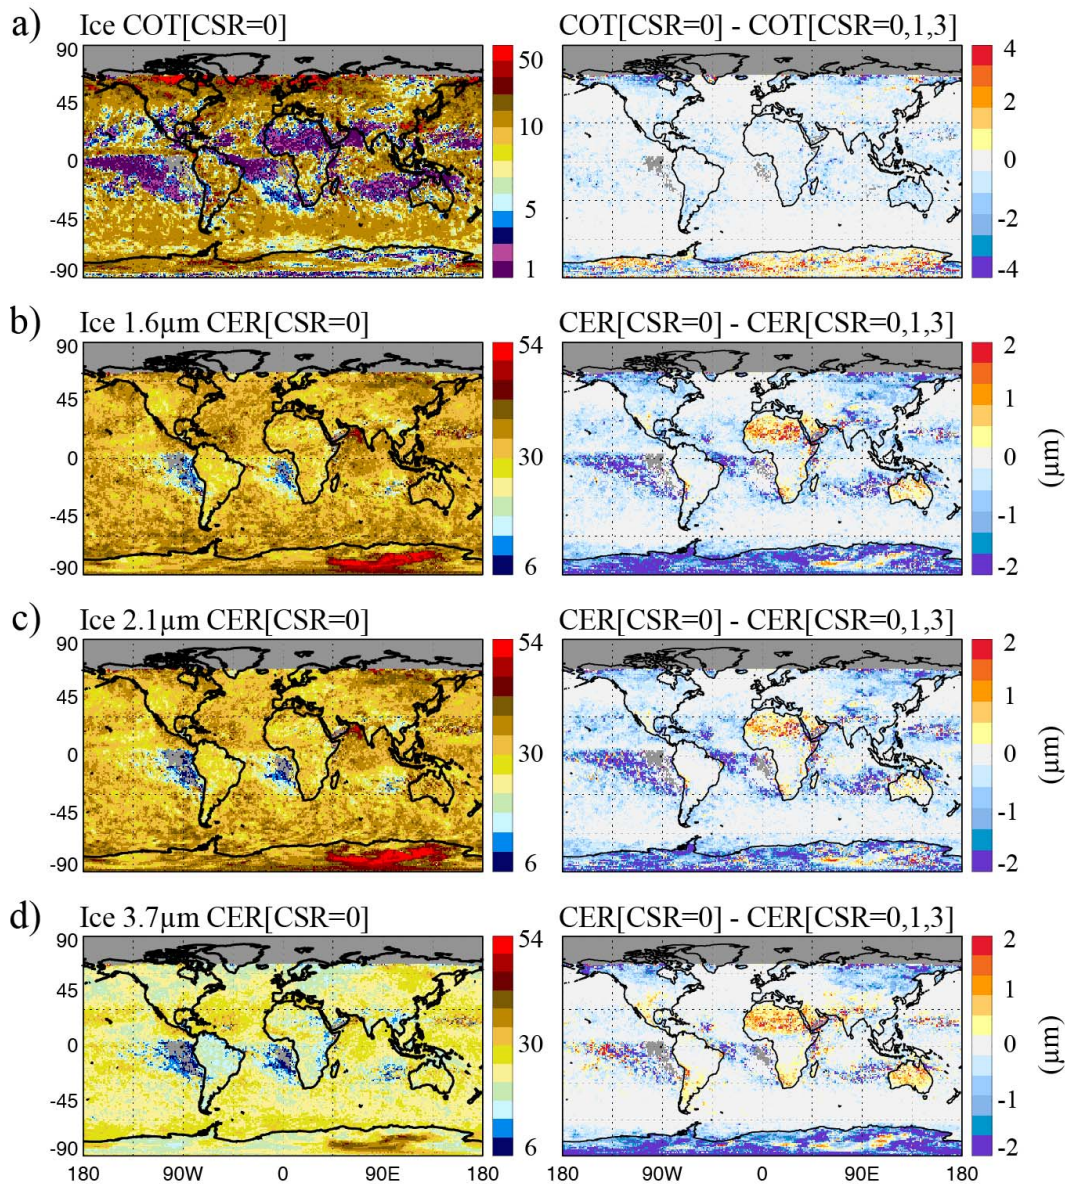 a) Ice COT[CSR=0] COT[CSR=0] - COT[CSR=0,1,3]
90 50 4
45 2
10
0 0
5
-45 -2
-90 1 -4
b) Ice 1.6µm CER[CSR=0] CER[CSR=0] - CER[CSR=0,1,3]
90 54 2
45 1
0 30 0 (µm)
-45 -1
-90 6 -2
c) Ice 2.1µm CER[CSR=0] CER[CSR=0] - CER[CSR=0,1,3]
90 54 2
45 1
0 30 0 (µm)
-45 -1
-90 6 -2
d) Ice 3.7µm CER[CSR=0] CER[CSR=0] - CER[CSR=0,1,3]
90 54 2
45 1
0 30 0 (µm)
-45 -1
-90 6 -2
180 90W 0 90E 180 180 90W 0 90E 180